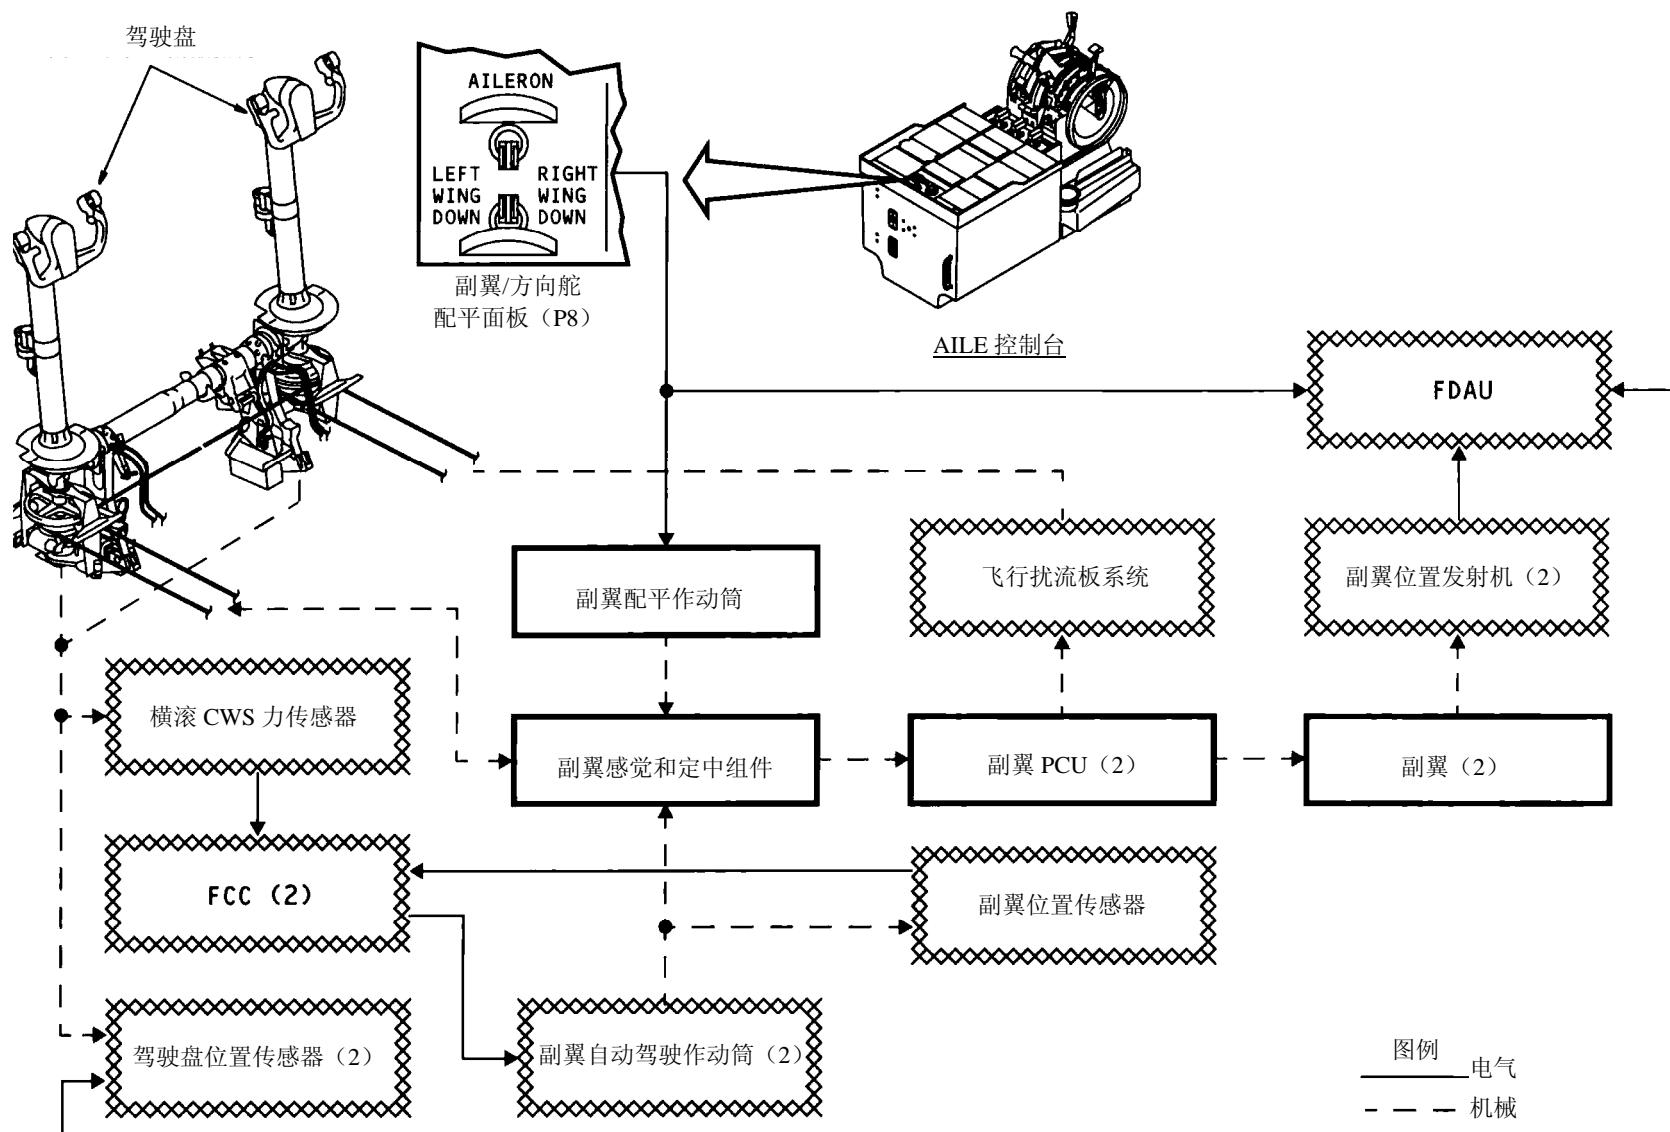 驾驶盘
AILERON
LEFT WING DOWN
RIGHT WING DOWN
副翼/方向舵
配平面板（P8）
AILE 控制台
FDAU
副翼配平作动筒
飞行扰流板系统
副翼位置发射机（2）
横滚 CWS 力传感器
副翼感觉和定中组件
副翼 PCU（2）
副翼（2）
FCC (2)
副翼位置传感器
驾驶盘位置传感器（2）
副翼自动驾驶作动筒（2）
图例
电气
机械